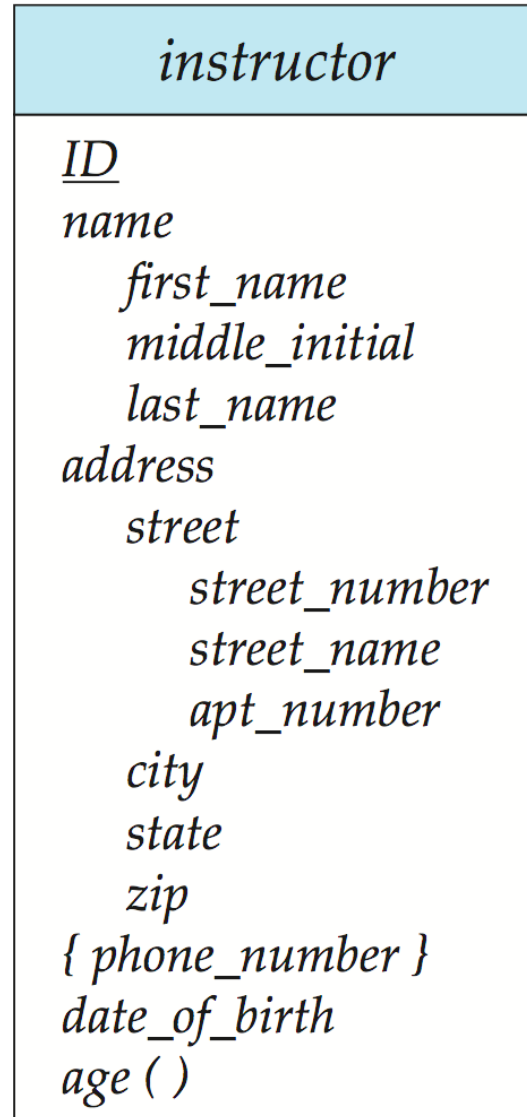 instructor
ID
name
first_name
middle_initial
last_name
address
street
street_number
street_name
apt_number
city
state
zip
{ phone_number }
date_of_birth
age ( )